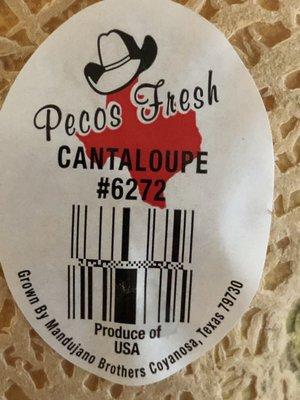 Pecos Fresh
CANTALOUPE
#6272
Produce of
USA
Grown By Mandujano Brothers Coyanosa, Texas 79730